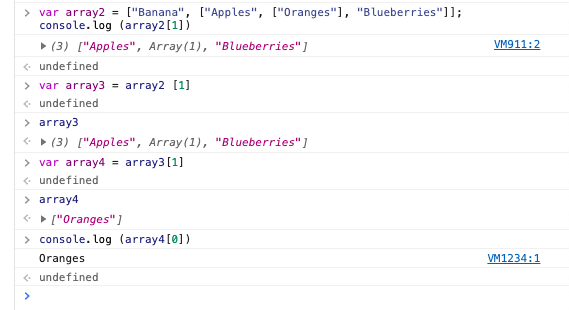 var array2 = ["Banana", ["Apples", ["Oranges"], "Blueberries"]];
console.log (array2[1])
(3) ["Apples", Array(1), "Blueberries"] VM911:2
undefined
var array3 = array2 [1]
undefined
array3
(3) ["Apples", Array(1), "Blueberries"]
var array4 = array3[1]
undefined
array4
["Oranges"]
console.log (array4[0])
Oranges VM1234:1
undefined